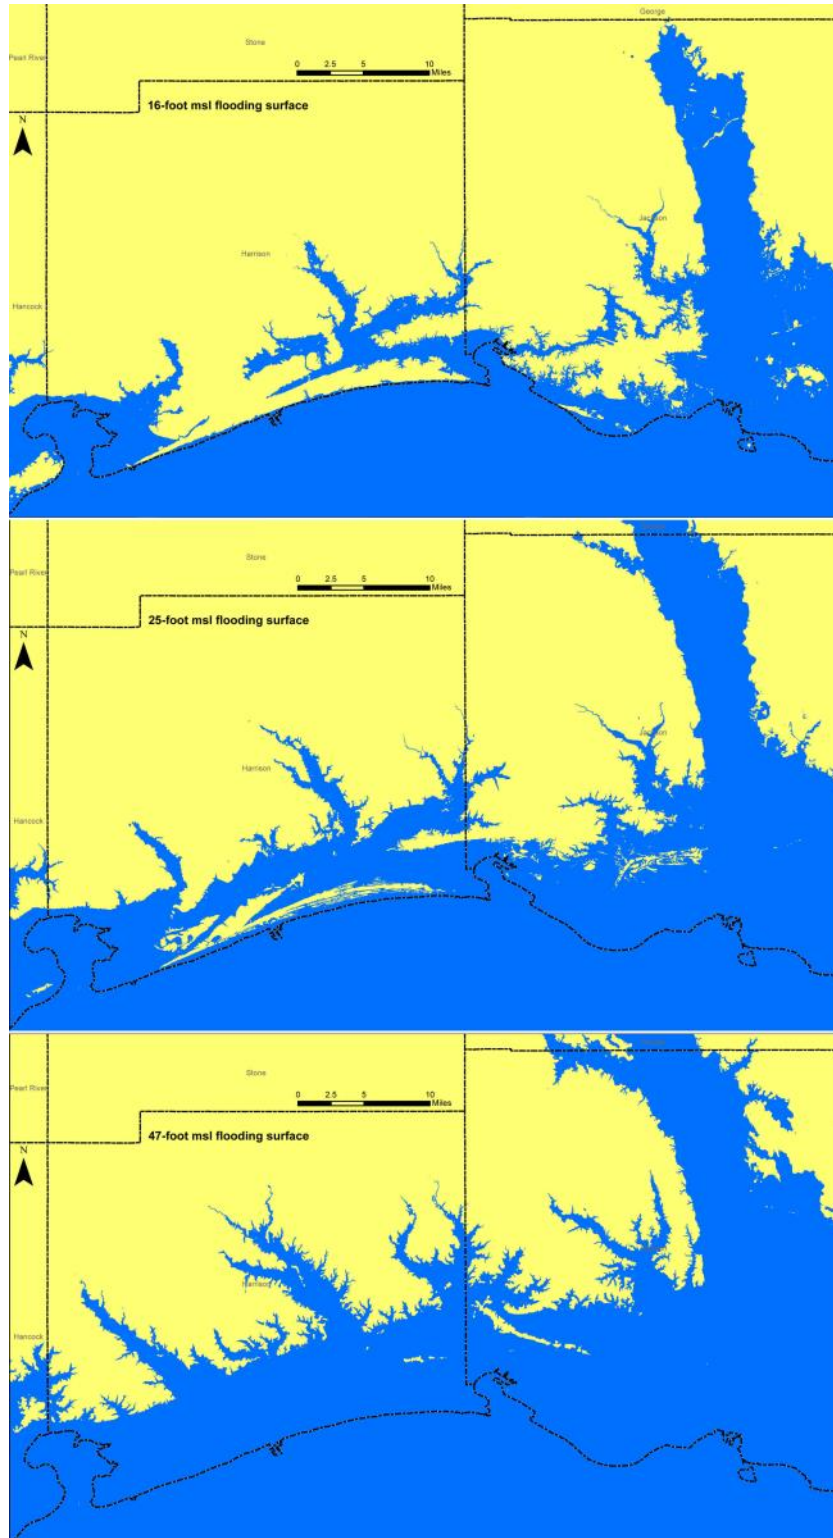 George
Stone
Pearl River
0 2.5 5 10
Miles
16-foot msl flooding surface
N
Jackson
Harrison
Hancock
Stone
Pearl River
0 2.5 5 10
Miles
25-foot msl flooding surface
N
Jackson
Harrison
Hancock
Stone
Pearl River
0 2.5 5 10
Miles
47-foot msl flooding surface
N
Harrison
Hancock